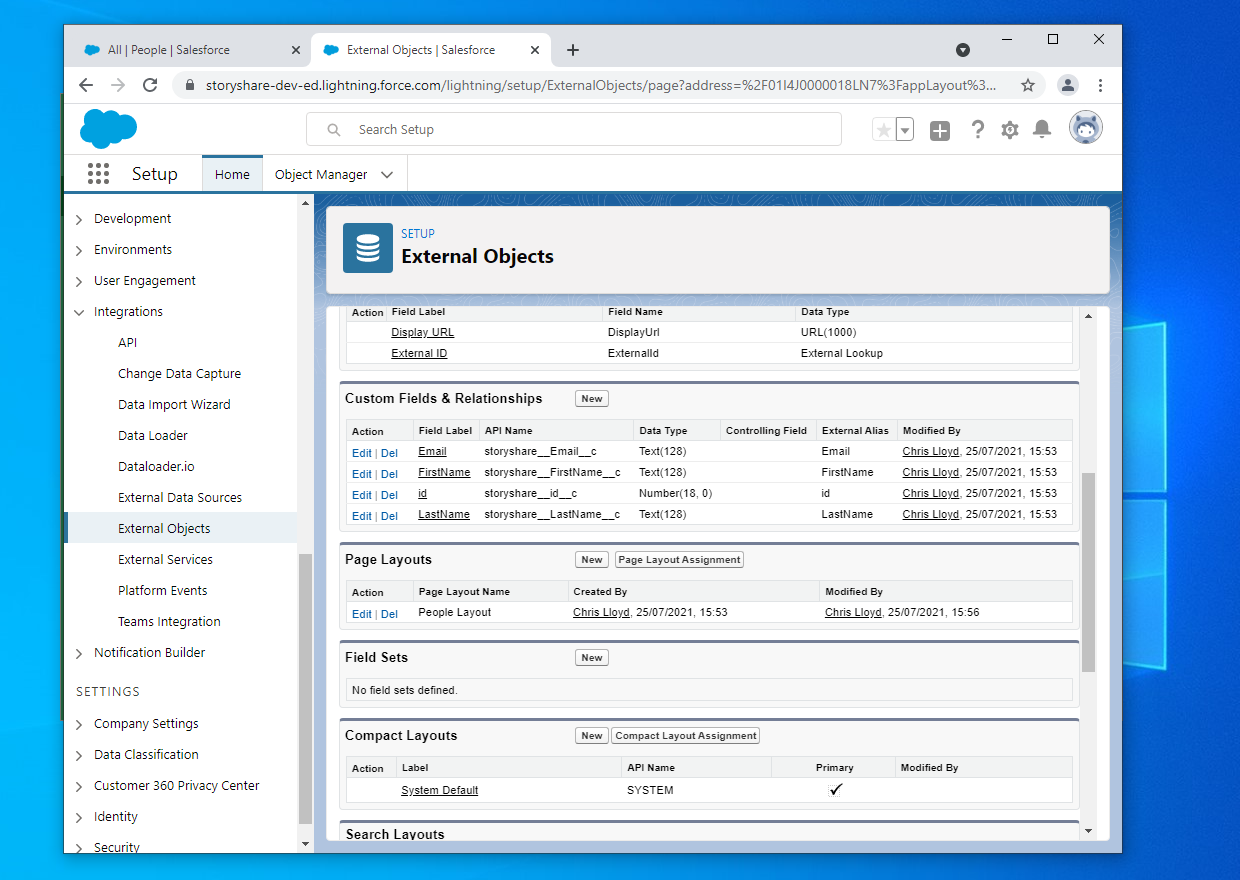 All | People | Salesforce
External Objects | Salesforce
storyshare-dev-ed.lightning.force.com/lightning/setup/ExternalObjects/page?address=%2F01I4J0000018LN7%3FappLayout%3...
Search Setup
Setup
Home
Object Manager
Development
Environments
User Engagement
Integrations
API
Change Data Capture
Data Import Wizard
Data Loader
Dataloader.io
External Data Sources
External Objects
External Services
Platform Events
Teams Integration
Notification Builder
SETTINGS
Company Settings
Data Classification
Customer 360 Privacy Center
Identity
Security
SETUP
External Objects
Action Field Label Field Name Data Type
Display URL DisplayUrl URL(1000)
External ID ExternalId External Lookup
Custom Fields & Relationships New
Action Field Label API Name Data Type Controlling Field External Alias Modified By
Edit | Del Email storyshare__Email__c Text(128) Email Chris Lloyd, 25/07/2021, 15:53
Edit | Del FirstName storyshare__FirstName__c Text(128) FirstName Chris Lloyd, 25/07/2021, 15:53
Edit | Del id storyshare__id__c Number(18, 0) id Chris Lloyd, 25/07/2021, 15:53
Edit | Del LastName storyshare__LastName__c Text(128) LastName Chris Lloyd, 25/07/2021, 15:53
Page Layouts New Page Layout Assignment
Action Page Layout Name Created By Modified By
Edit | Del People Layout Chris Lloyd, 25/07/2021, 15:53 Chris Lloyd, 25/07/2021, 15:56
Field Sets New
No field sets defined.
Compact Layouts New Compact Layout Assignment
Action Label API Name Primary Modified By
System Default SYSTEM ✓
Search Layouts